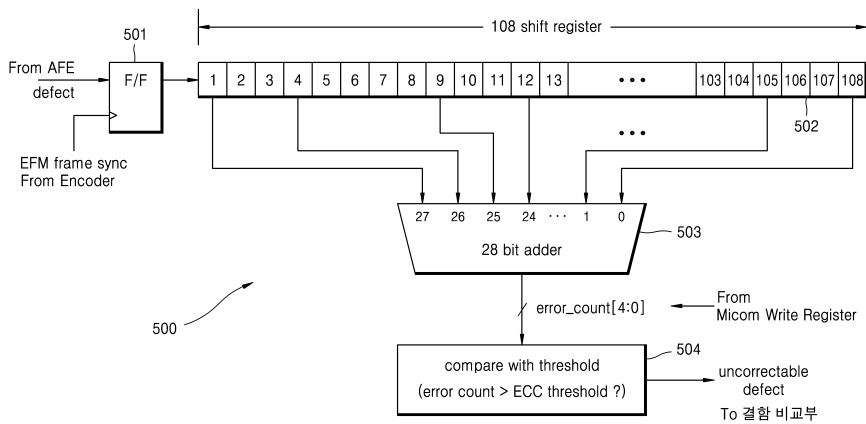 501
108 shift register
From AFE
defect
F/F
1 2 3 4 5 6 7 8 9 10 11 12 13 ••• 103 104 105 106 107 108
502
•••
EFM frame sync
From Encoder
27 26 25 24 ··· 1 0
503
28 bit adder
500
error_count[4:0]
From
Micom Write Register
504
compare with threshold
(error count > ECC threshold ?)
uncorrectable
defect
To 결함 비교부